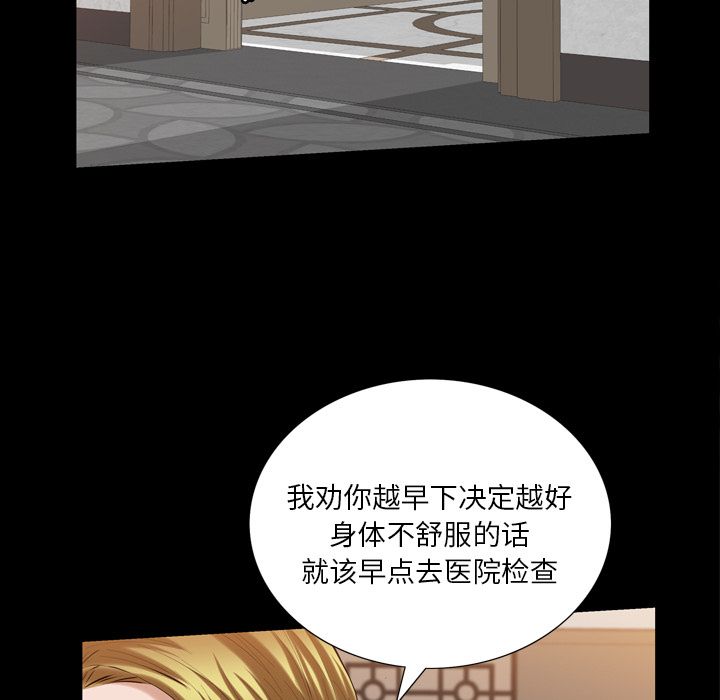 我劝你越早下决定越好
身体不舒服的话
就该早点去医院检查